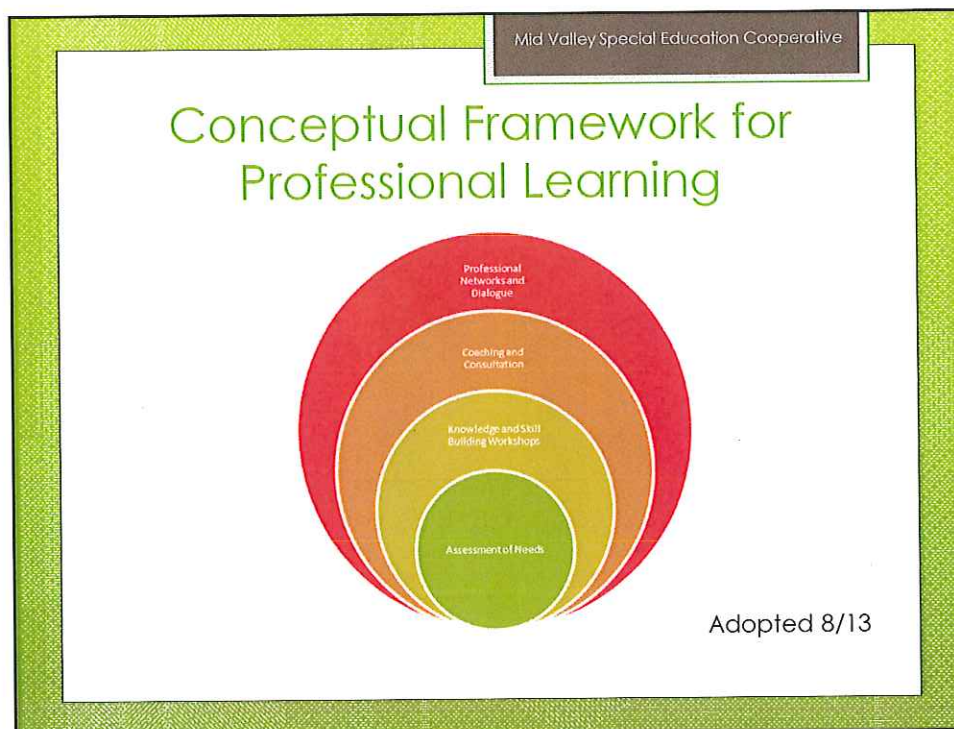 Mid Valley Special Education Cooperative
Conceptual Framework for
Professional Learning
Professional
Networks and
Dialogue
Coaching and
Consultation
Knowledge and Skill
Building Workshops
Assessment of Needs
Adopted 8/13